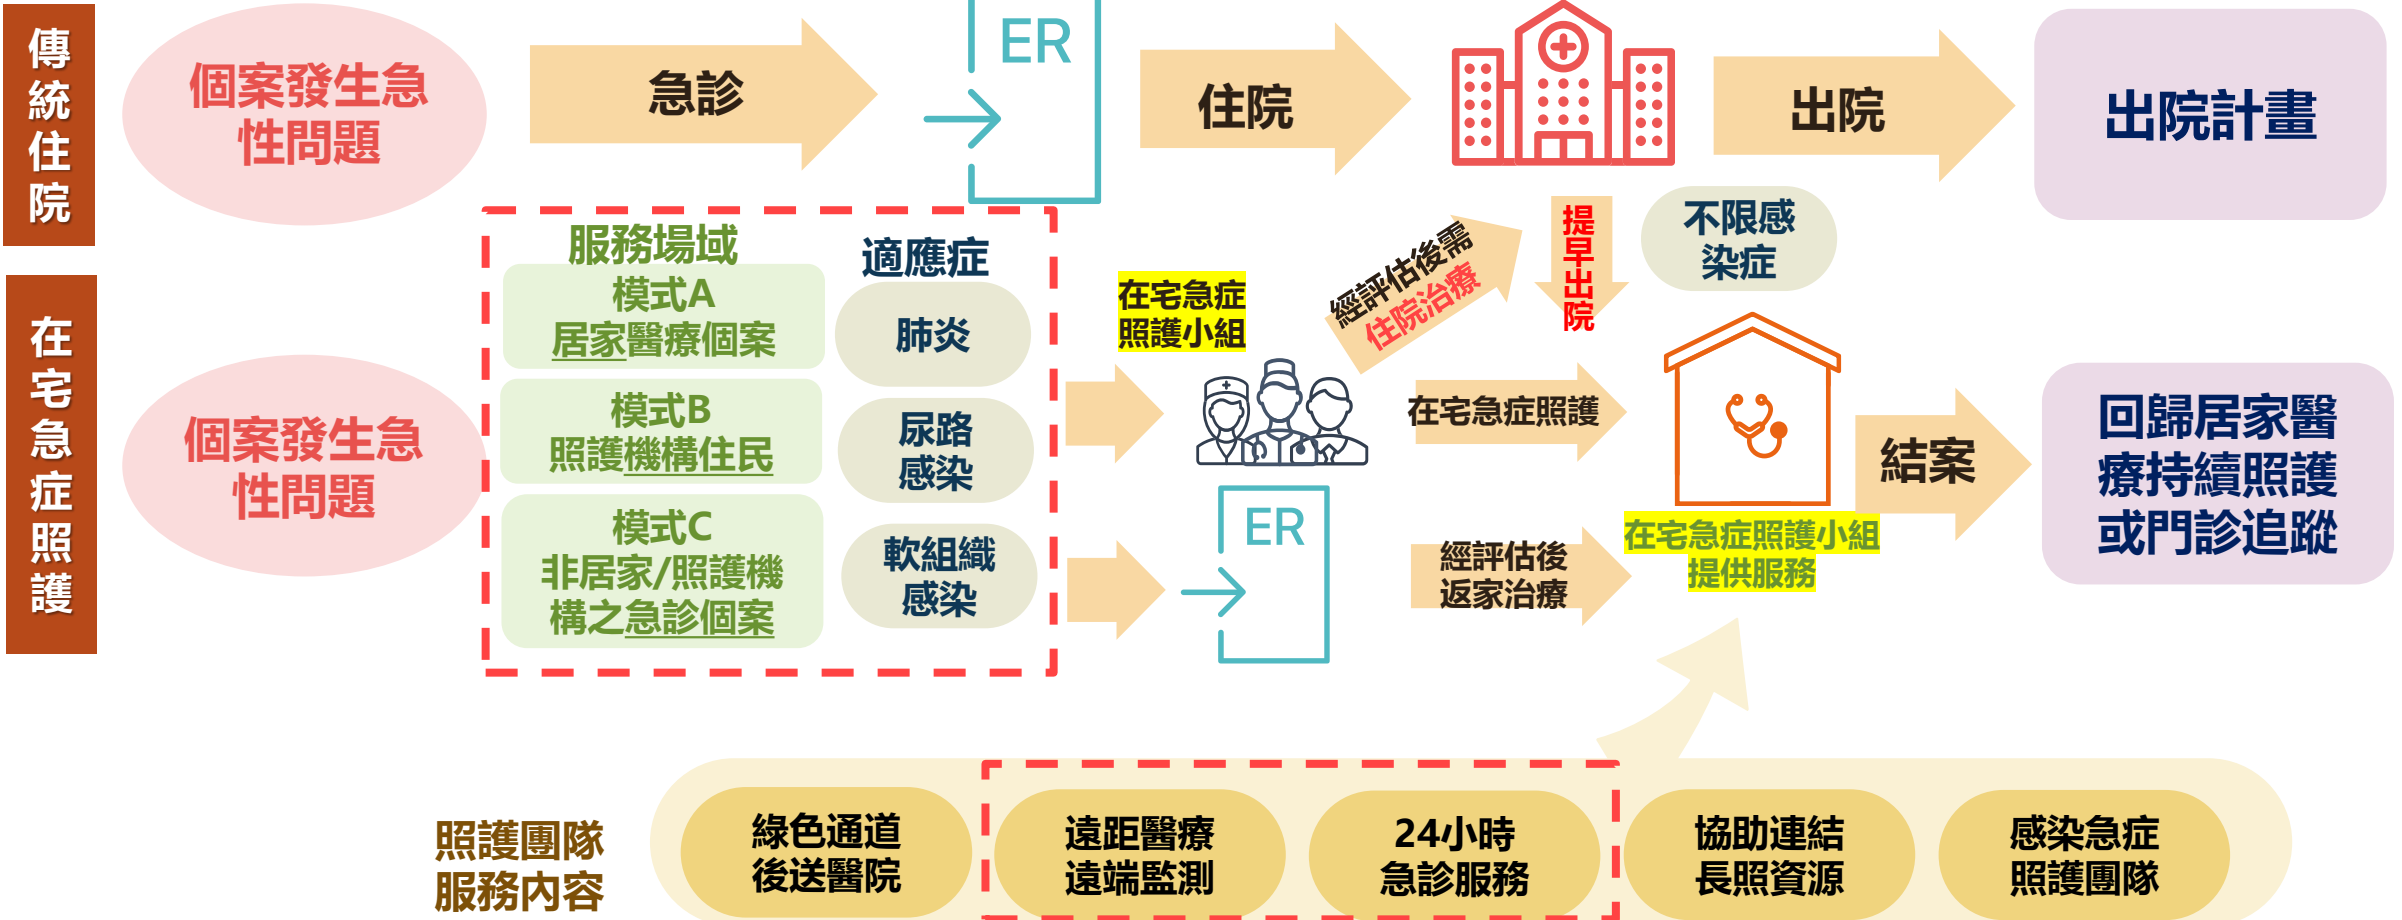 傳統住院
個案發生急
性問題
急診
ER
住院
出院
出院計畫
在宅急症照護
個案發生急
性問題
服務場域
模式A
居家醫療個案
模式B
照護機構住民
模式C
非居家/照護機
構之急診個案
適應症
肺炎
尿路
感染
軟組織
感染
在宅急症
照護小組
經評估後需
住院治療
提早出院
不限感
染症
在宅急症照護
ER
經評估後
返家治療
在宅急症照護小組
提供服務
結案
回歸居家醫
療持續照護
或門診追蹤
照護團隊
服務內容
綠色通道
後送醫院
遠距醫療
遠端監測
24小時
急診服務
協助連結
長照資源
感染急症
照護團隊